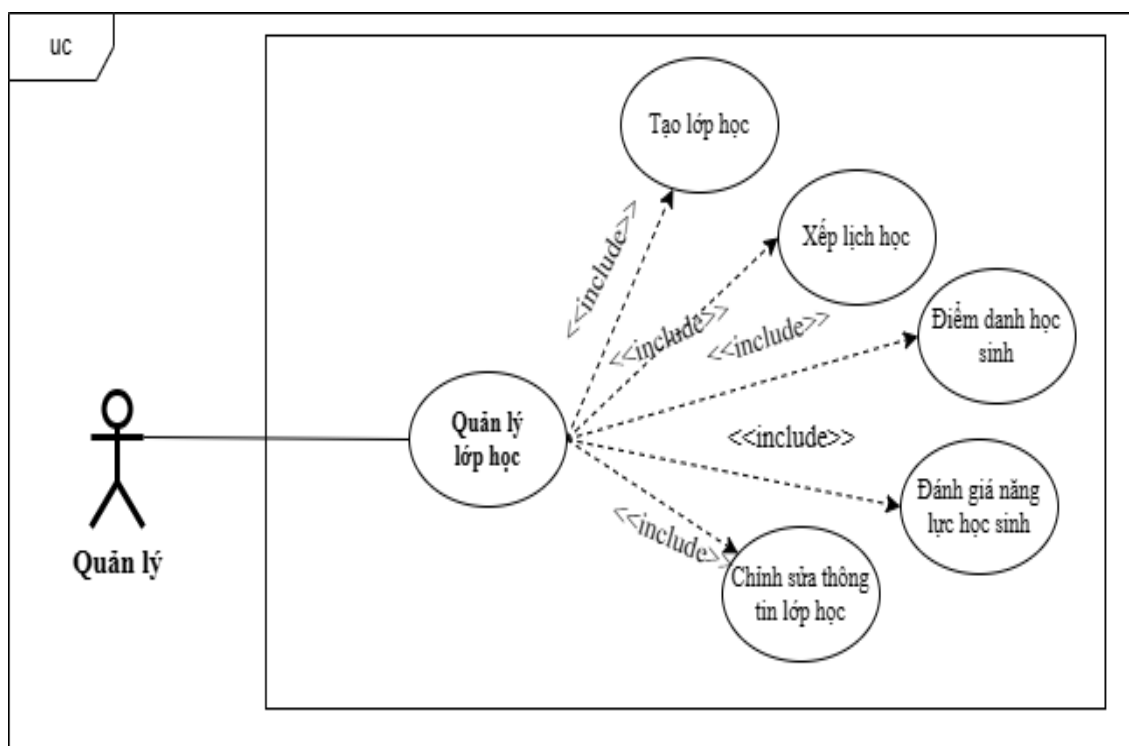 uc
Tạo lớp học
<<include>>
Xếp lịch học
<<include>>
<<include>>
Điểm danh học
sinh
Quản lý
lớp học
<<include>>
Đánh giá năng
lực học sinh
<<include>>
Chỉnh sửa thông
tin lớp học
Quản lý